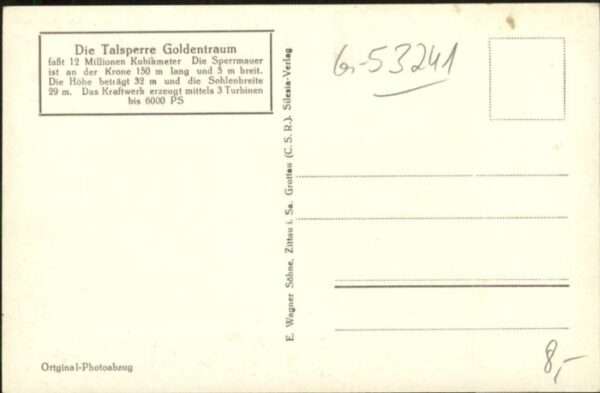 Die Talsperre Goldentraum
faßt 12 Millionen Kubikmeter Die Sperrmauer
ist an der Krone 150 m lang und 5 m breit.
Die Höhe beträgt 32 m und die Sohlenbreite
29 m. Das Kraftwerk erzeugt mittels 3 Turbinen
bis 6000 PS
E. Wagner Söhne, Zittau i. Sa. Grottau (C. S. R.). Silesia-Verlag
53241
8,-
Original-Photoabzug